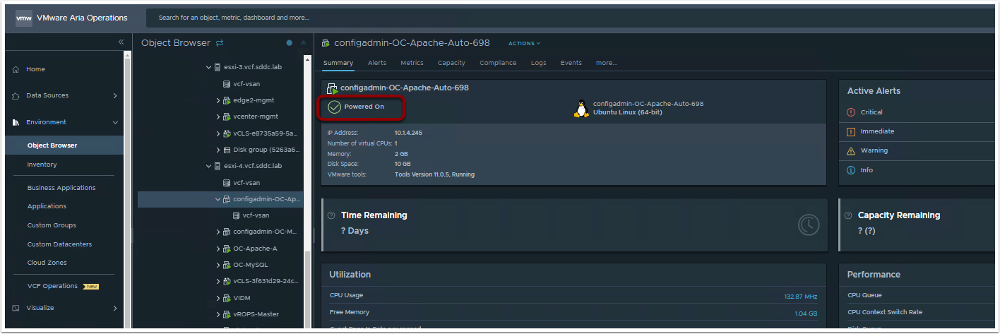 vmw VMware Aria Operations
Search for an object, metric, dashboard and more...
Home
Data Sources
Environment
Object Browser
Inventory
Business Applications
Applications
Custom Groups
Custom Datacenters
Cloud Zones
VCF Operations New
Visualize
Object Browser
esxi-3.vcf.sddc.lab
vcf-vsan
edge2-mgmt
vcenter-mgmt
vCLS-e8735a59-5a...
Disk group (5263a6...
esxi-4.vcf.sddc.lab
vcf-vsan
configadmin-OC-Ap...
vcf-vsan
configadmin-OC-M...
OC-Apache-A
OC-MySQL
vCLS-3f631d29-24c...
VIDM
vROPS-Master
configadmin-OC-Apache-Auto-698 ACTIONS
Summary Alerts Metrics Capacity Compliance Logs Events more...
configadmin-OC-Apache-Auto-698
Powered On
configadmin-OC-Apache-Auto-698
Ubuntu Linux (64-bit)
IP Address: 10.1.4.245
Number of virtual CPUs: 1
Memory: 2 GB
Disk Space: 10 GB
VMware tools: Tools Version 11.0.5, Running
Active Alerts
Critical
Immediate
Warning
Info
Time Remaining
? Days
Capacity Remaining
? (?)
Utilization
CPU Usage 132.87 MHz
Free Memory 1.04 GB
Performance
CPU Queue
CPU Context Switch Rate